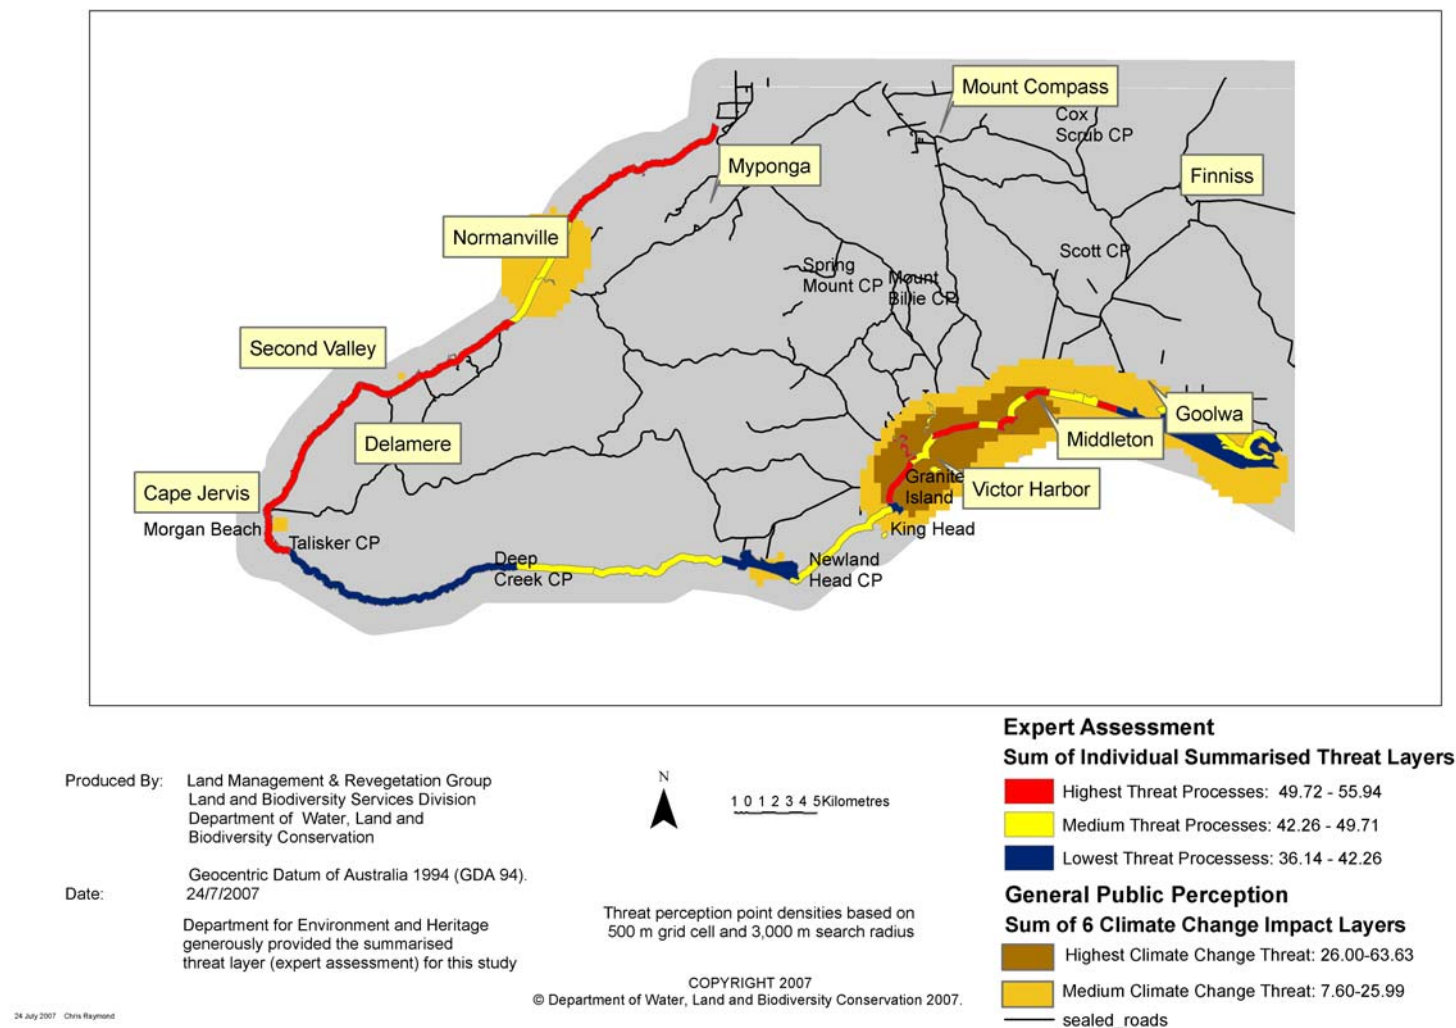 Mount Compass
Cox
Scrub CP
Myponga
Finniss
Normanville
Scott CP
Spring
Mount CP
Mount
Billie CP
Second Valley
Goolwa
Delamere
Middleton
Cape Jervis
Granite
Island
Victor Harbor
Morgan Beach
King Head
Talisker CP
Deep
Creek CP
Newland
Head CP
Expert Assessment
Sum of Individual Summarised Threat Layers
Highest Threat Processes: 49.72 - 55.94
Medium Threat Processes: 42.26 - 49.71
Lowest Threat Processess: 36.14 - 42.26
General Public Perception
Sum of 6 Climate Change Impact Layers
Highest Climate Change Threat: 26.00-63.63
Medium Climate Change Threat: 7.60-25.99
sealed_roads
Produced By: Land Management & Revegetation Group
Land and Biodiversity Services Division
Department of Water, Land and
Biodiversity Conservation
Geocentric Datum of Australia 1994 (GDA 94).
Date: 24/7/2007
Department for Environment and Heritage
generously provided the summarised
threat layer (expert assessment) for this study
N
1 0 1 2 3 4 5 Kilometres
Threat perception point densities based on
500 m grid cell and 3,000 m search radius
COPYRIGHT 2007
© Department of Water, Land and Biodiversity Conservation 2007.
24 July 2007 Chris Raymond